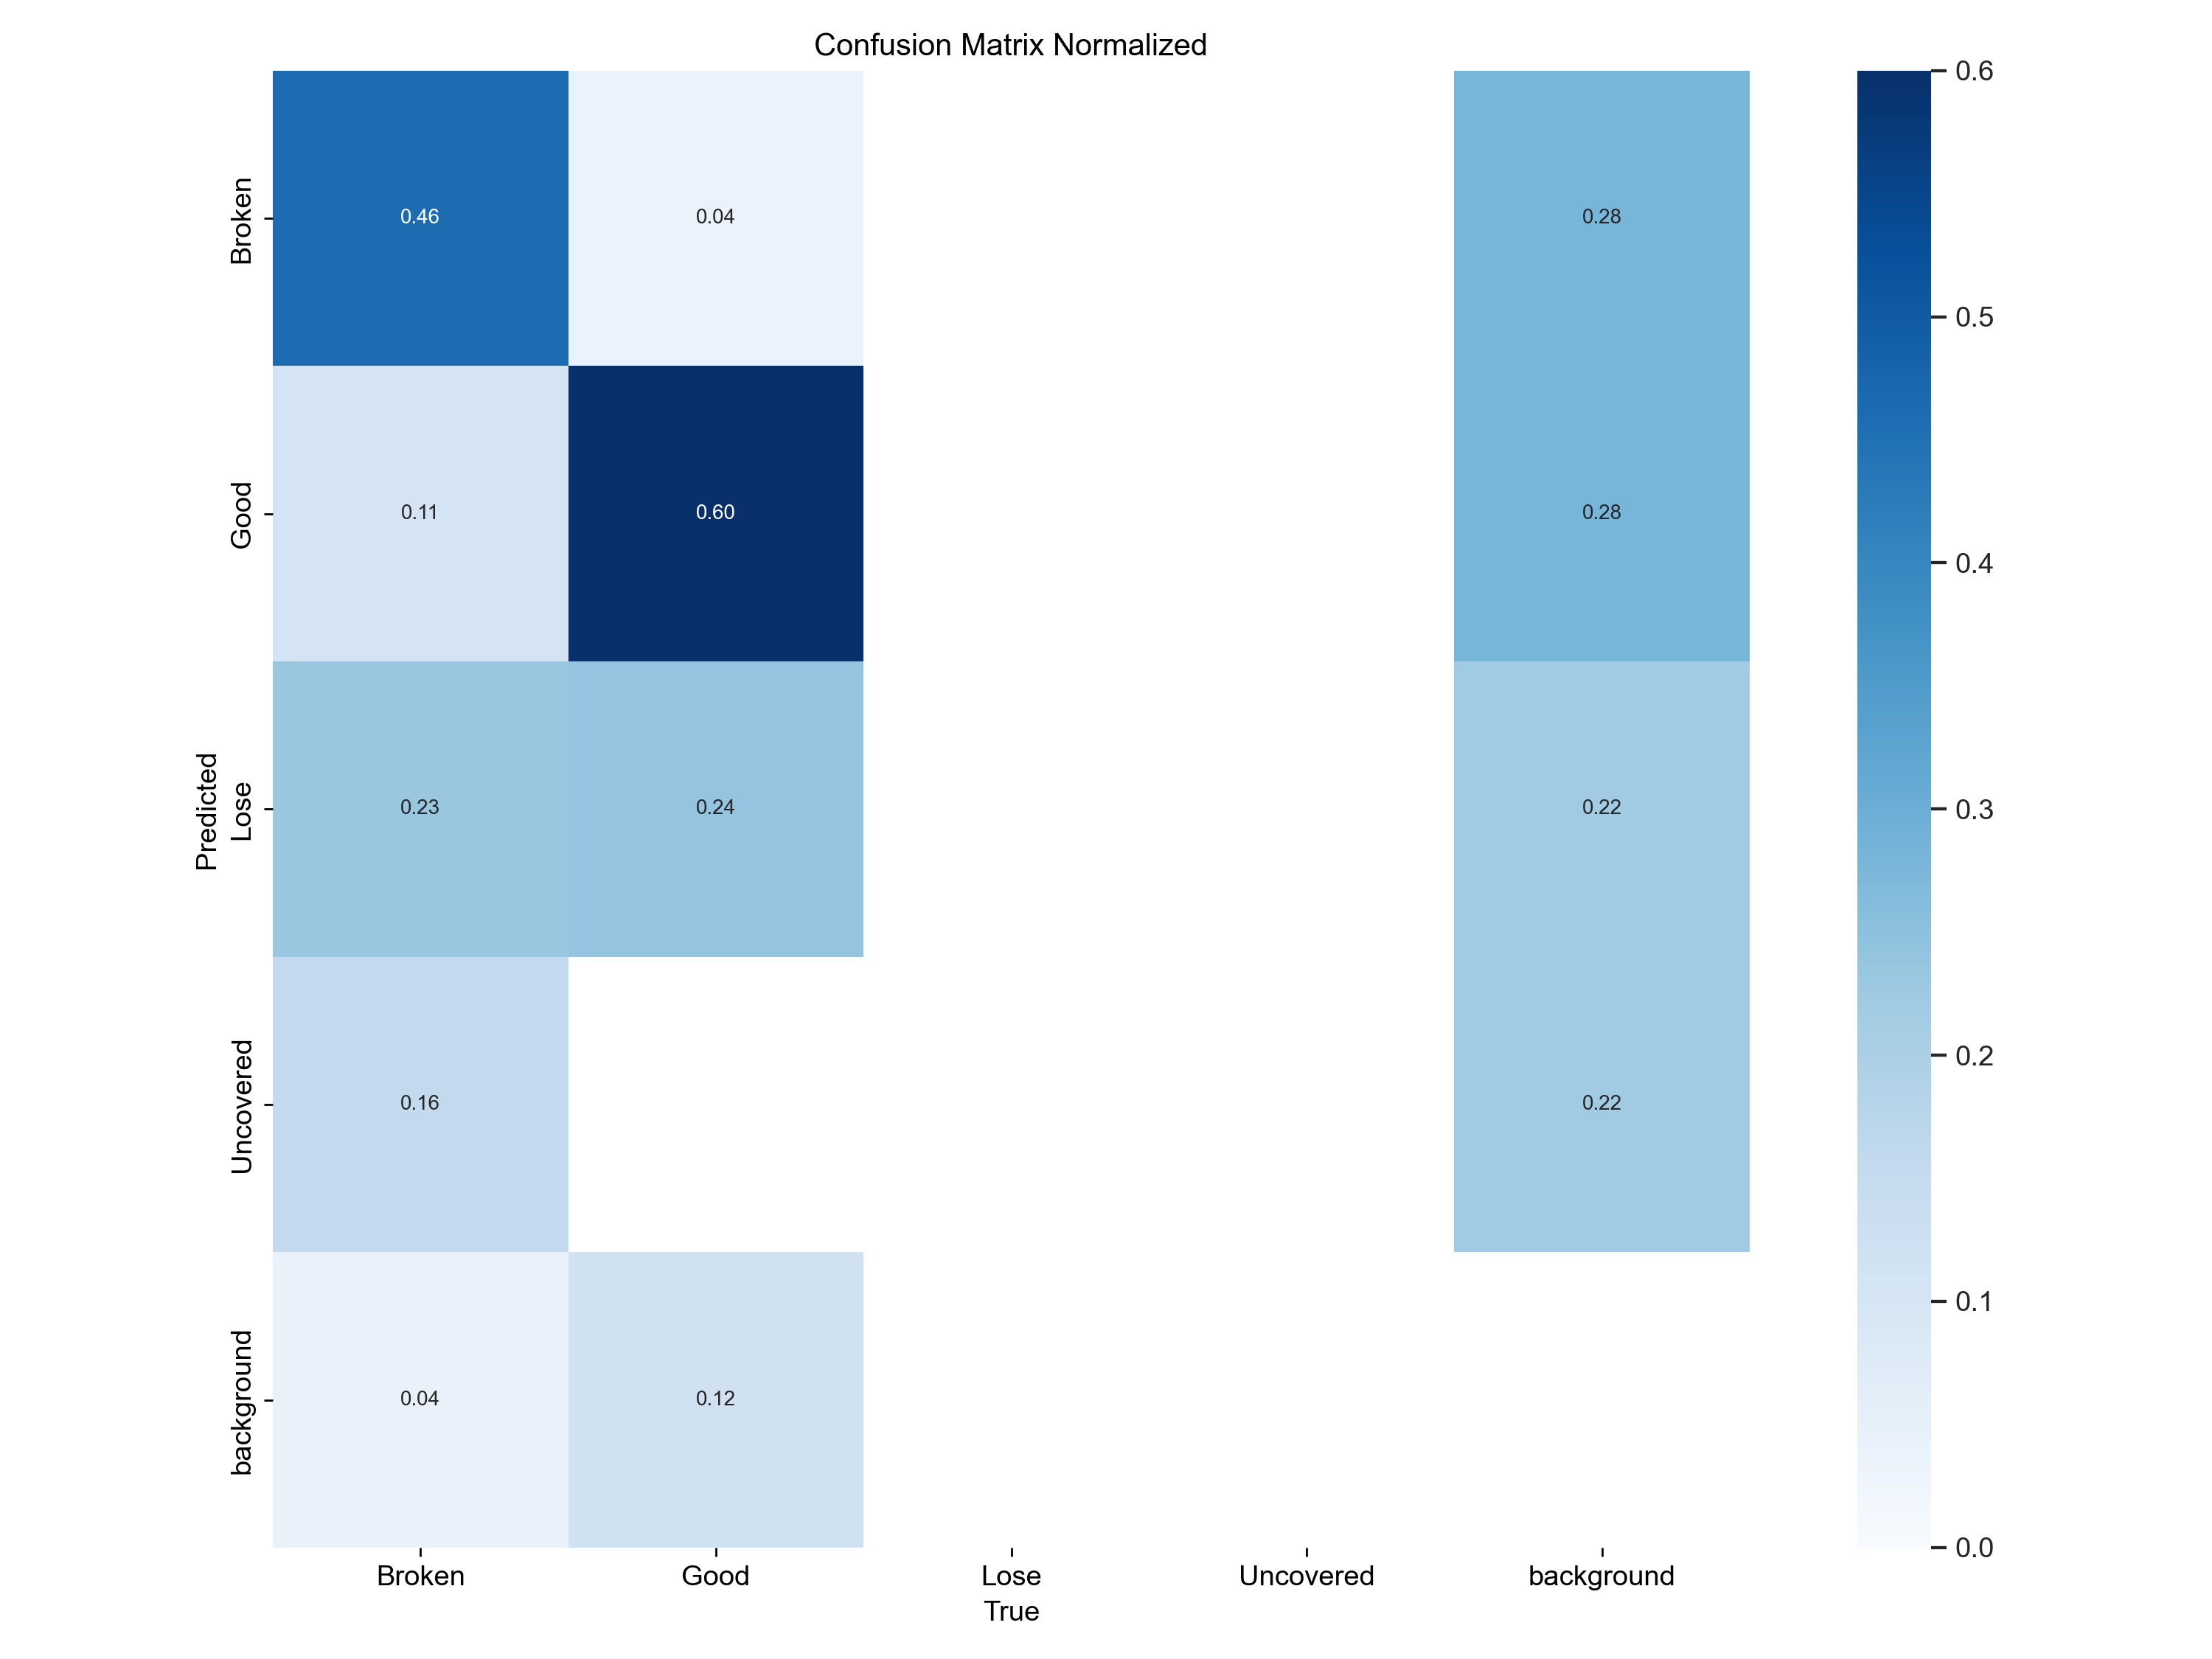 Confusion Matrix Normalized
Broken
0.46
0.04
0.28
Good
0.11
0.60
0.28
Predicted
Lose
0.23
0.24
0.22
Uncovered
0.16
0.22
background
0.04
0.12
Broken
Good
Lose
Uncovered
background
True
0.6
0.5
0.4
0.3
0.2
0.1
0.0